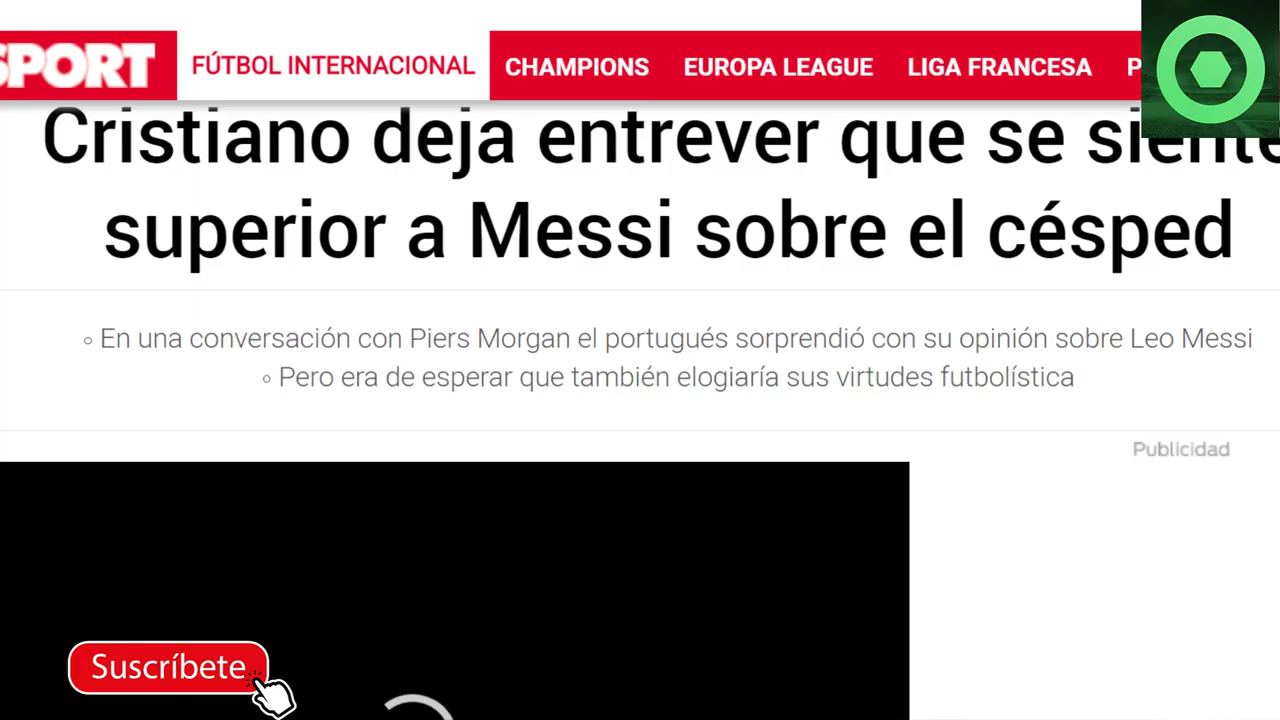 SPORT
FÚTBOL INTERNACIONAL
CHAMPIONS
EUROPA LEAGUE
LIGA FRANCESA
P
Cristiano deja entrever que se siente
superior a Messi sobre el césped
◦ En una conversación con Piers Morgan el portugués sorprendió con su opinión sobre Leo Messi
◦ Pero era de esperar que también elogiaría sus virtudes futbolística
Publicidad
Suscríbete